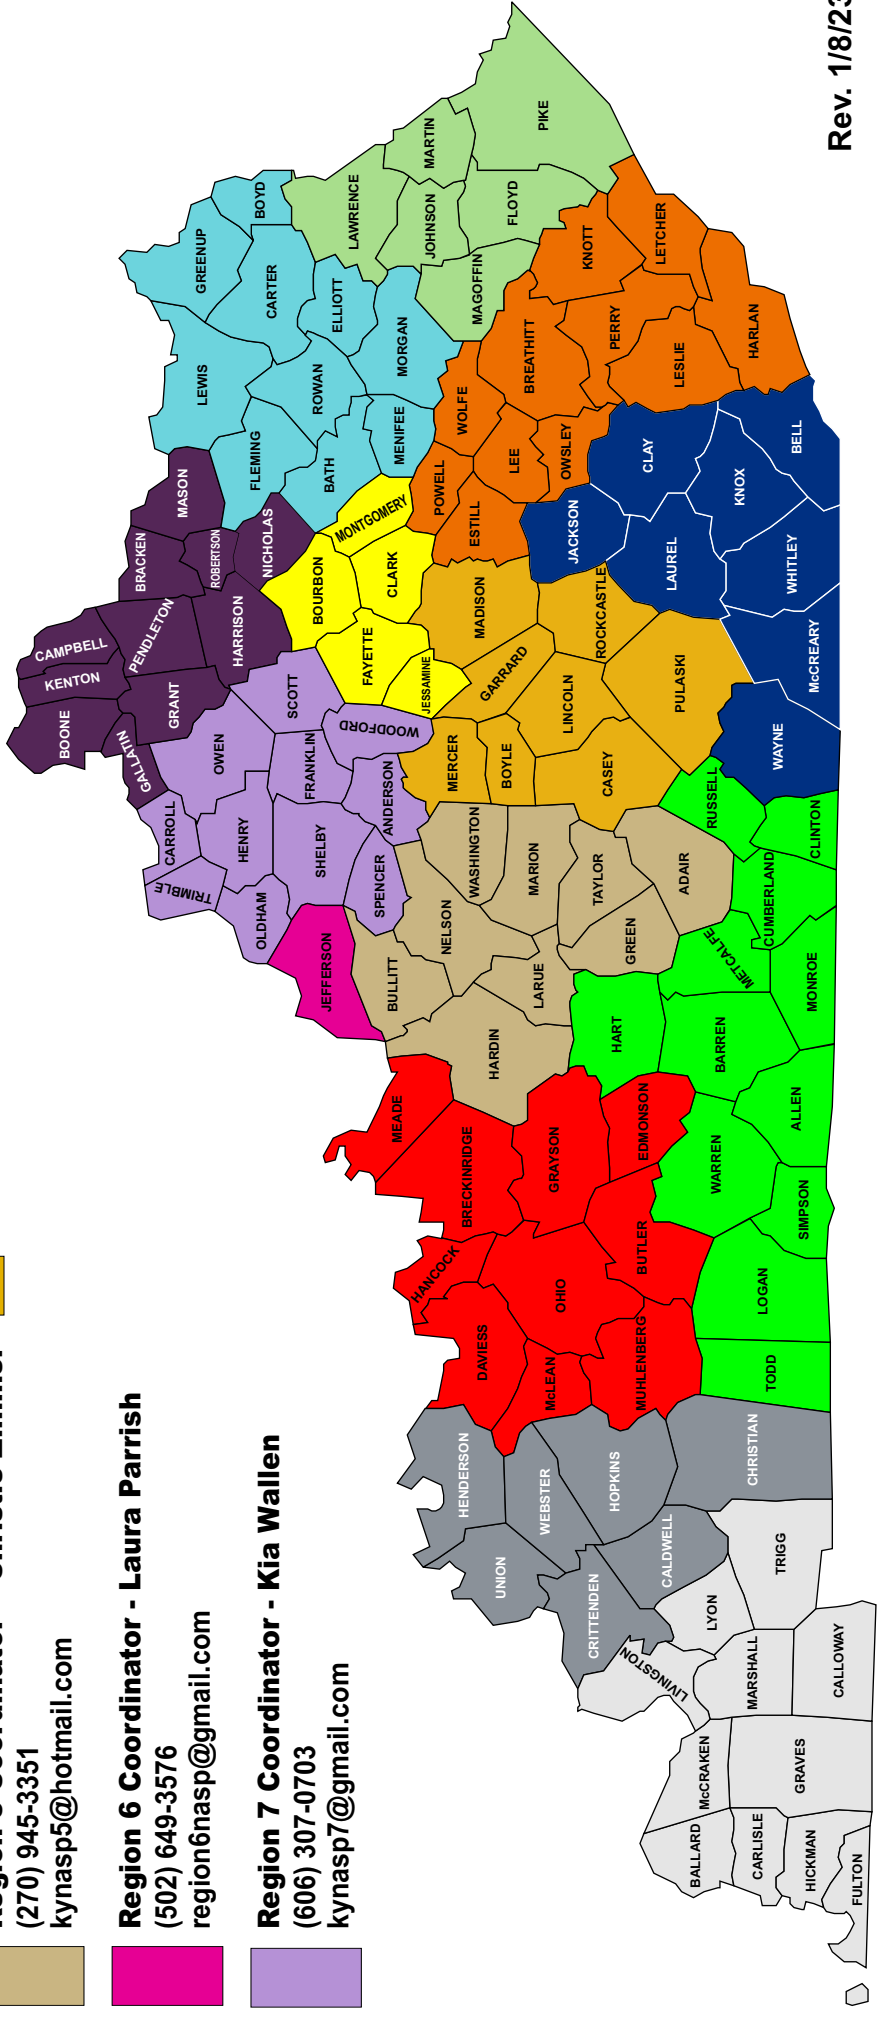 (270) 945-3351
kynasp5@hotmail.com
Region 6 Coordinator - Laura Parrish
(502) 649-3576
region6nasp@gmail.com
Region 7 Coordinator - Kia Wallen
(606) 307-0703
kynasp7@gmail.com
BOONE
KENTON
CAMPBELL
GALLATIN
GRANT
PENDLETON
BRACKEN
MASON
ROBERTSON
HARRISON
NICHOLAS
LEWIS
GREENUP
BOYD
CARTER
FLEMING
ROWAN
ELLIOTT
BATH
MENIFEE
MORGAN
LAWRENCE
MARTIN
JOHNSON
FLOYD
PIKE
MAGOFFIN
TRIMBLE
CARROLL
OWEN
HENRY
OLDHAM
SHELBY
FRANKLIN
SCOTT
WOODFORD
ANDERSON
SPENCER
JEFFERSON
BOURBON
MONTGOMERY
FAYETTE
CLARK
JESSAMINE
POWELL
WOLFE
ESTILL
LEE
OWSLEY
BREATHITT
KNOTT
PERRY
LETCHER
LESLIE
HARLAN
MERCER
BOYLE
GARRARD
MADISON
LINCOLN
ROCKCASTLE
CASEY
PULASKI
JACKSON
CLAY
LAUREL
KNOX
BELL
WHITLEY
McCREARY
WAYNE
BULLITT
NELSON
WASHINGTON
MARION
HARDIN
LARUE
TAYLOR
GREEN
ADAIR
RUSSELL
CLINTON
CUMBERLAND
METCALFE
MONROE
HART
BARREN
ALLEN
WARREN
SIMPSON
LOGAN
TODD
MEADE
BRECKINRIDGE
GRAYSON
EDMONSON
HANCOCK
OHIO
BUTLER
DAVIESS
McLEAN
MUHLENBERG
HENDERSON
UNION
WEBSTER
HOPKINS
CHRISTIAN
CRITTENDEN
CALDWELL
LIVINGSTON
LYON
TRIGG
MARSHALL
CALLOWAY
McCRAKEN
GRAVES
BALLARD
CARLISLE
HICKMAN
FULTON
Rev. 1/8/23